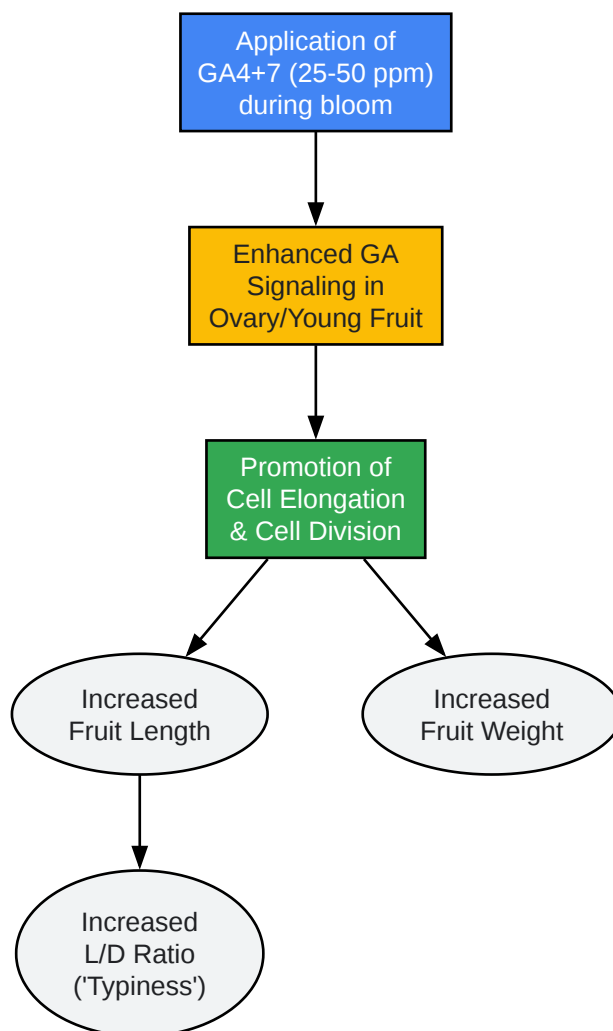 Application of
GA4+7 (25-50 ppm)
during bloom
Enhanced GA
Signaling in
Ovary/Young Fruit
Promotion of
Cell Elongation
& Cell Division
Increased
Fruit Length
Increased
Fruit Weight
Increased
L/D Ratio
('Typiness')